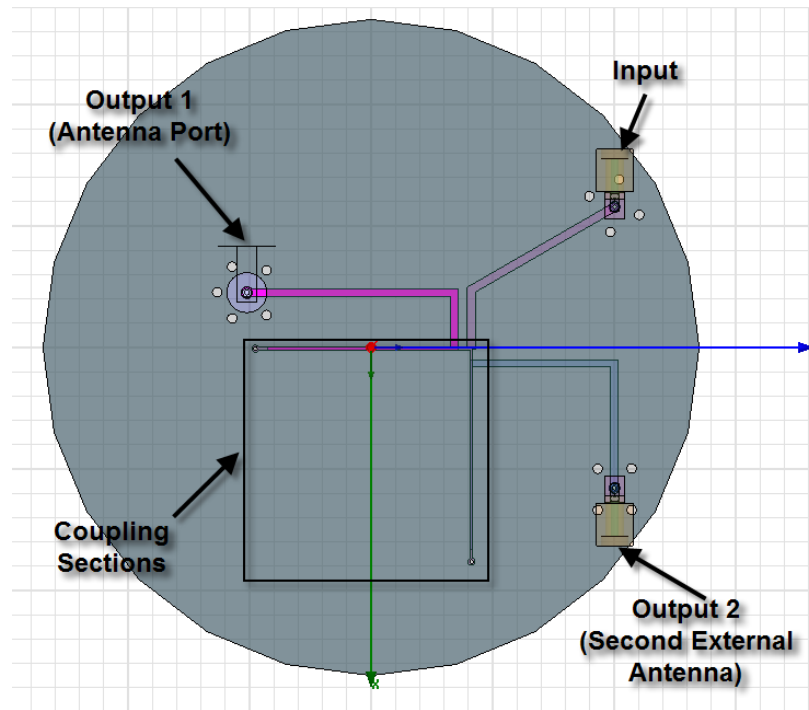 Input
Output 1
(Antenna Port)
Coupling
Sections
Output 2
(Second External
Antenna)